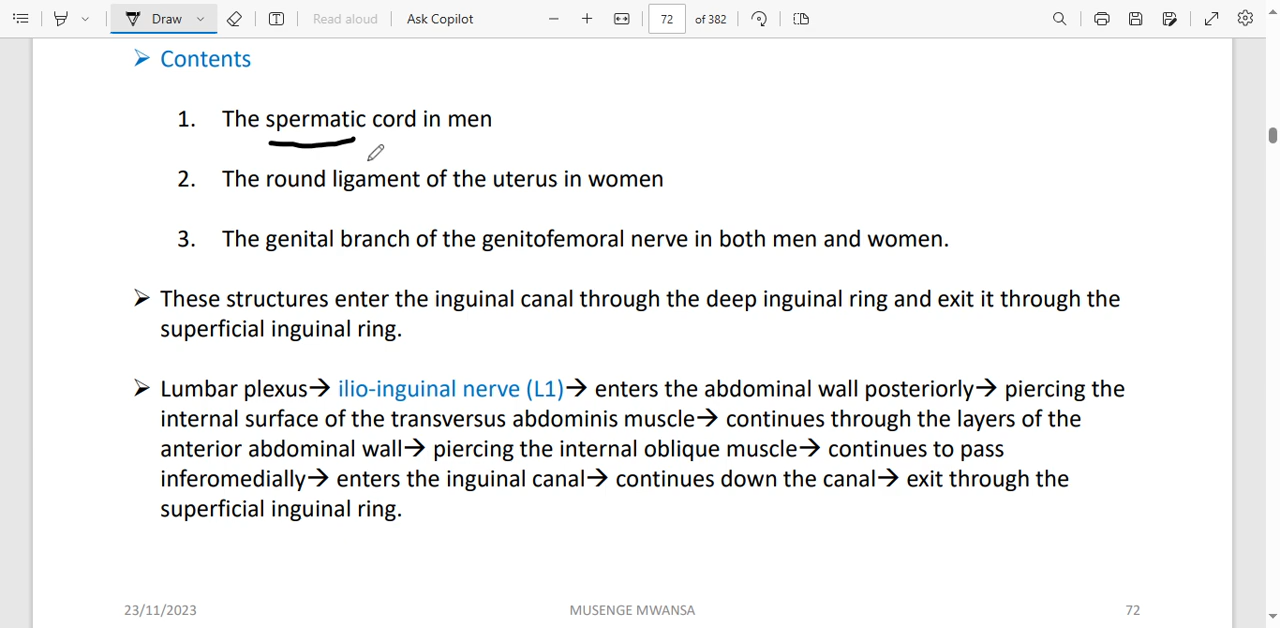 Draw Read aloud Ask Copilot 72 of 382
➢ Contents
1. The spermatic cord in men
2. The round ligament of the uterus in women
3. The genital branch of the genitofemoral nerve in both men and women.
➢ These structures enter the inguinal canal through the deep inguinal ring and exit it through the
superficial inguinal ring.
➢ Lumbar plexus→ ilio-inguinal nerve (L1)→ enters the abdominal wall posteriorly→ piercing the
internal surface of the transversus abdominis muscle→ continues through the layers of the
anterior abdominal wall→ piercing the internal oblique muscle→ continues to pass
inferomedially→ enters the inguinal canal→ continues down the canal→ exit through the
superficial inguinal ring.
23/11/2023 MUSENGE MWANSA 72